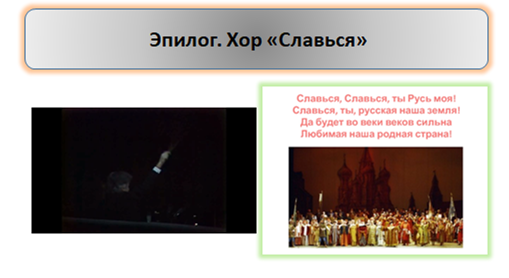 Эпилог. Хор «Славься»
Славься, Славься, ты Русь моя!
Славься, ты, русская наша земля!
Да будет во веки веков сильна
Любимая наша родная страна!